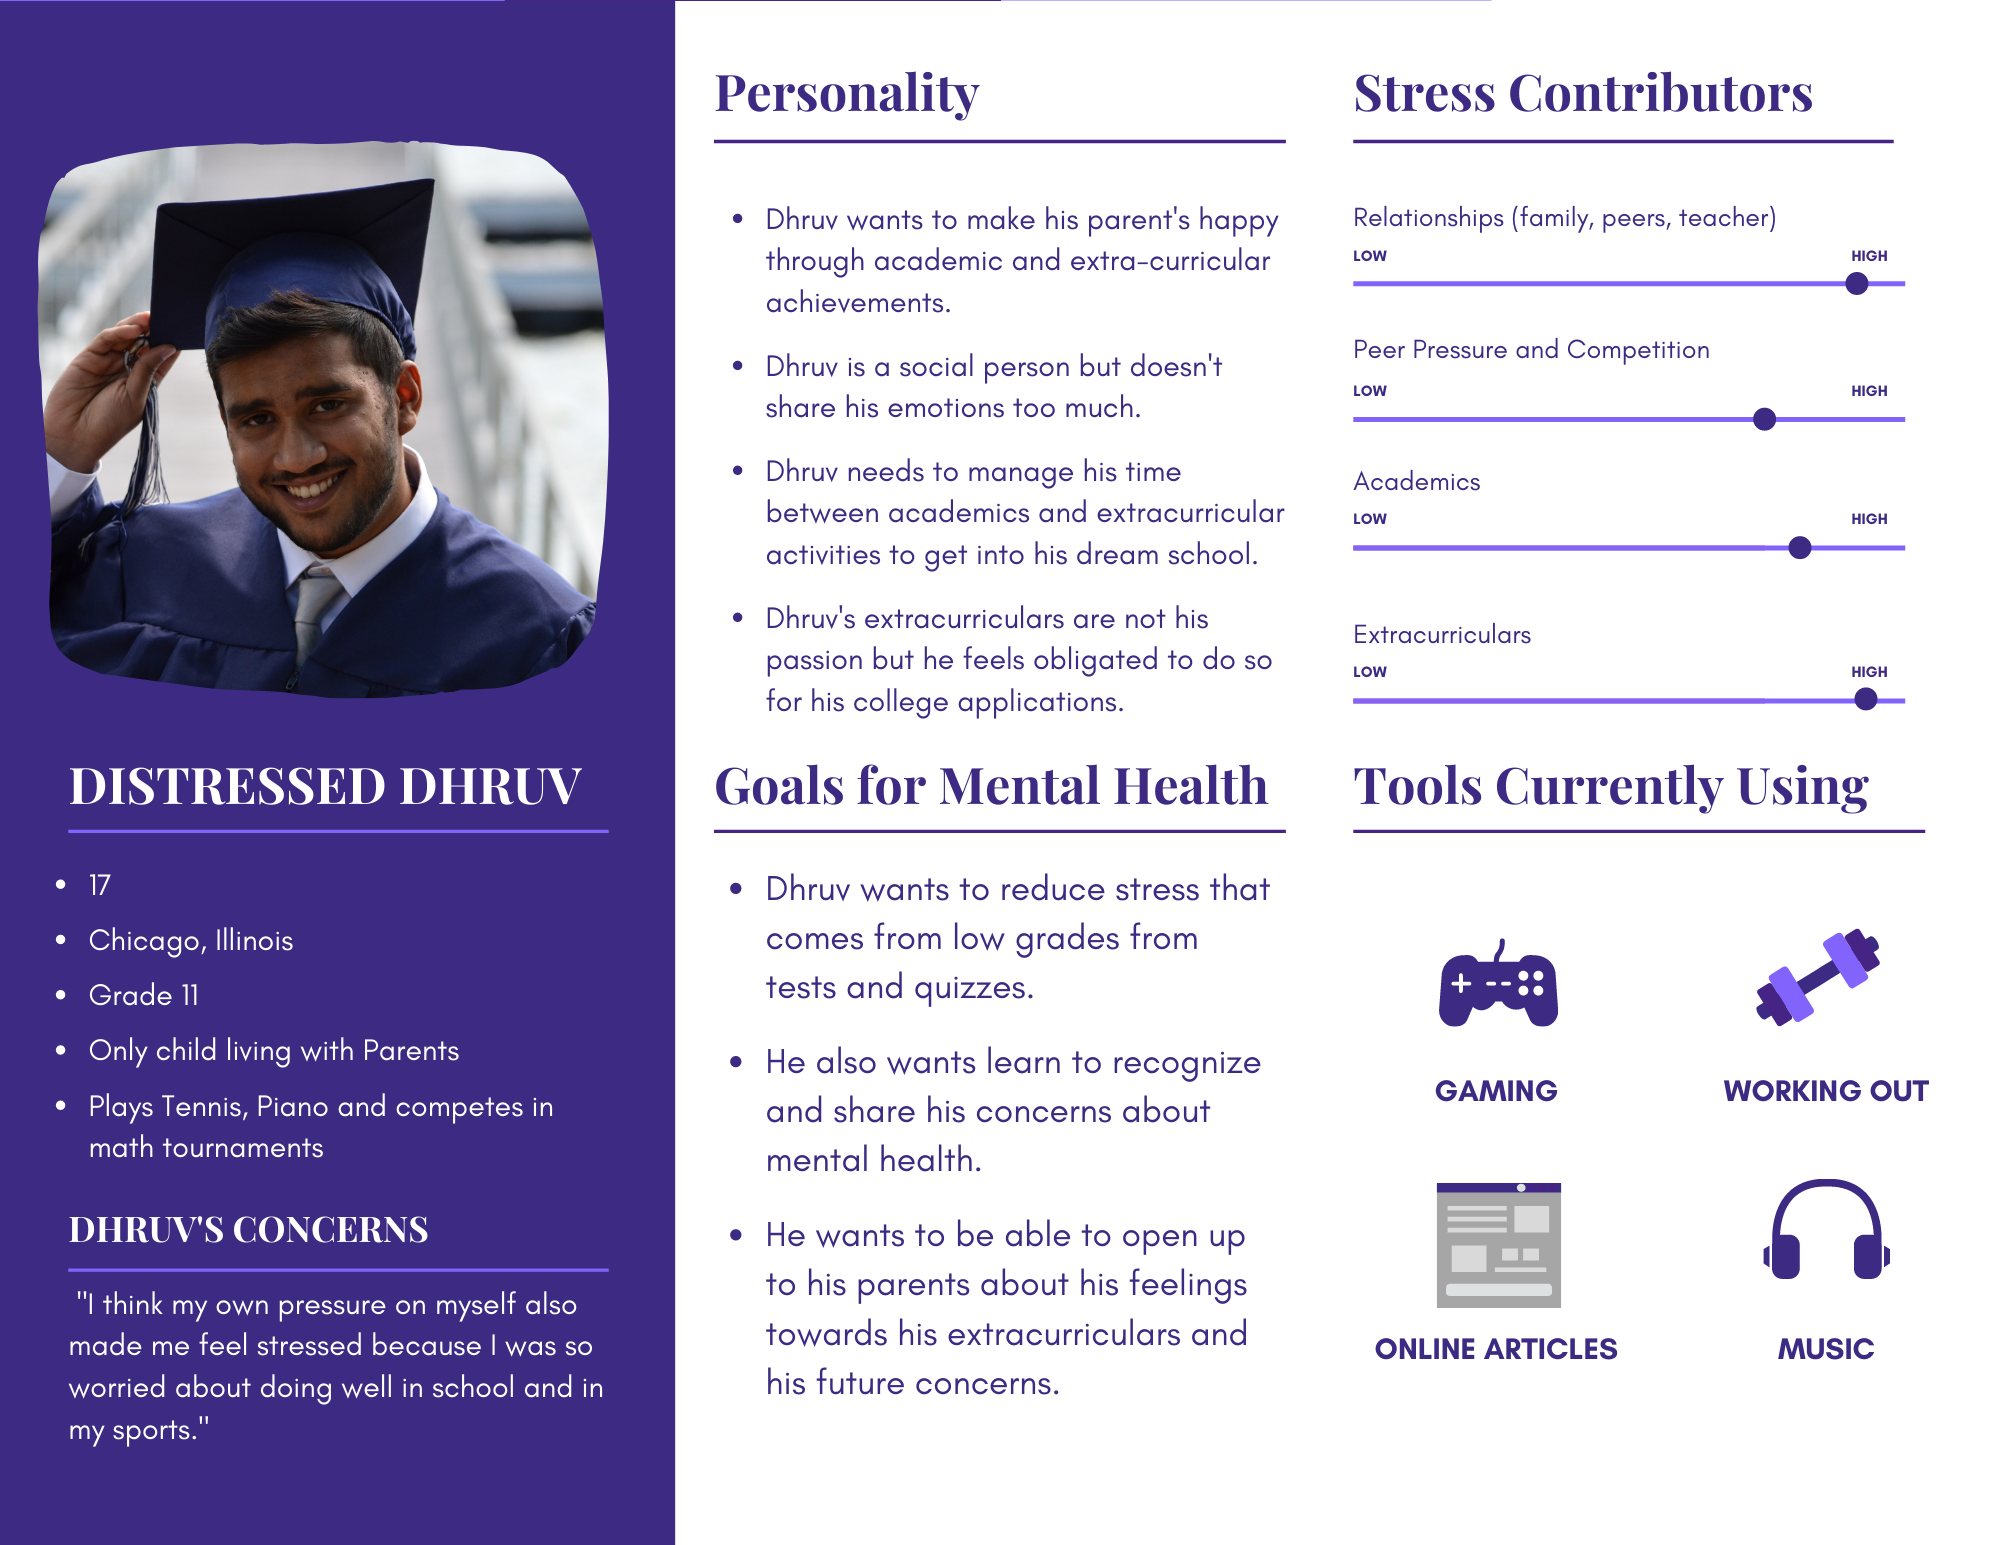 DISTRESSED DHRUV
• 17
• Chicago, Illinois
• Grade 11
• Only child living with Parents
• Plays Tennis, Piano and competes in
math tournaments
DHRUV'S CONCERNS
"I think my own pressure on myself also
made me feel stressed because I was so
worried about doing well in school and in
my sports."
Personality
• Dhruv wants to make his parent's happy
through academic and extra-curricular
achievements.
• Dhruv is a social person but doesn't
share his emotions too much.
• Dhruv needs to manage his time
between academics and extracurricular
activities to get into his dream school.
• Dhruv's extracurriculars are not his
passion but he feels obligated to do so
for his college applications.
Goals for Mental Health
• Dhruv wants to reduce stress that
comes from low grades from
tests and quizzes.
• He also wants learn to recognize
and share his concerns about
mental health.
• He wants to be able to open up
to his parents about his feelings
towards his extracurriculars and
his future concerns.
Stress Contributors
Relationships (family, peers, teacher)
LOW HIGH
Peer Pressure and Competition
LOW HIGH
Academics
LOW HIGH
Extracurriculars
LOW HIGH
Tools Currently Using
GAMING
WORKING OUT
ONLINE ARTICLES
MUSIC